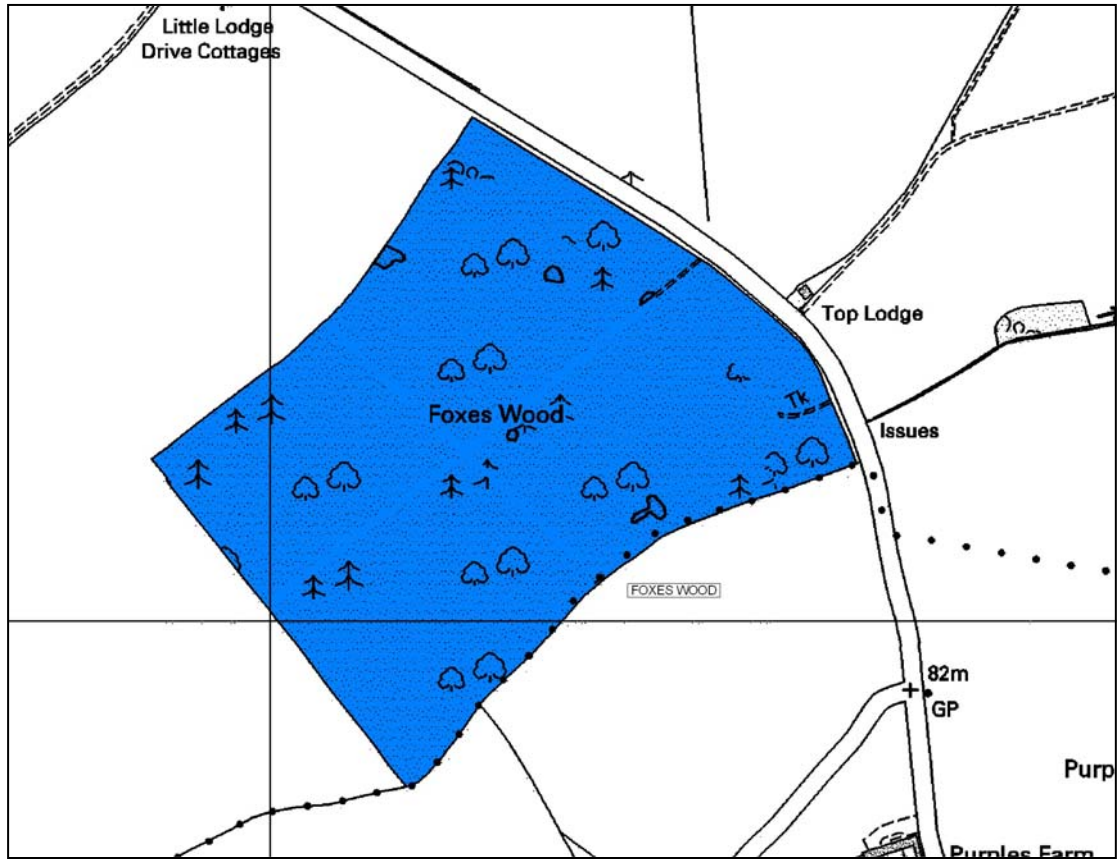 Little Lodge
Drive Cottages
Top Lodge
Tk
Foxes Wood
Issues
FOXES WOOD
82m
GP
Purp
Purples Farm